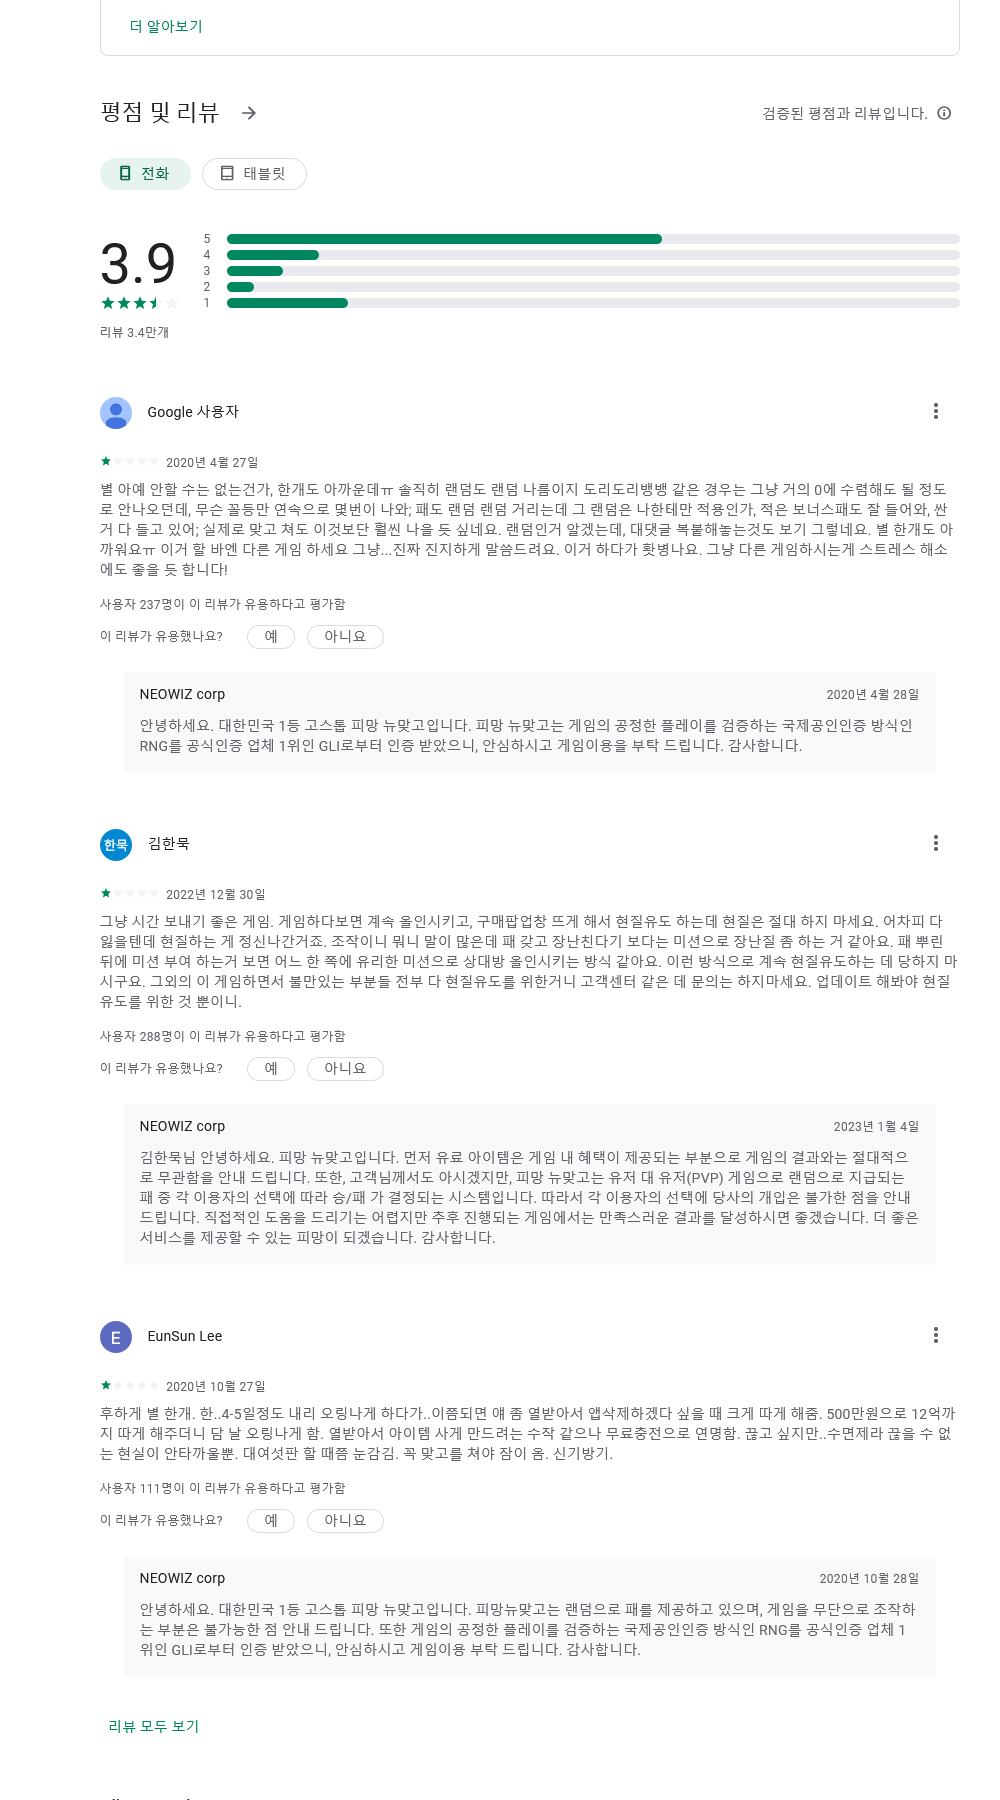 더 알아보기
평점 및 리뷰
검증된 평점과 리뷰입니다.
전화
태블릿
3.9
5
4
3
2
1
리뷰 3.4만개
Google 사용자
2020년 4월 27일
별 아예 안할 수는 없는건가, 한개도 아까운데ㅠ 솔직히 랜덤도 랜덤 나름이지 도리도리뱅뱅 같은 경우는 그냥 거의 0에 수렴해도 될 정도
로 안나오던데, 무슨 꼴등만 연속으로 몇번이 나와; 패도 랜덤 랜덤 거리는데 그 랜덤은 나한테만 적용인가, 적은 보너스패도 잘 들어와, 싼
거 다 들고 있어; 실제로 맞고 쳐도 이것보단 훨씬 나을 듯 싶네요. 랜덤인거 알겠는데, 대댓글 복붙해놓는것도 보기 그렇네요. 별 한개도 아
까워요ㅠ 이거 할 바엔 다른 게임 하세요 그냥...진짜 진지하게 말씀드려요. 이거 하다가 홧병나요. 그냥 다른 게임하시는게 스트레스 해소
에도 좋을 듯 합니다!
사용자 237명이 이 리뷰가 유용하다고 평가함
이 리뷰가 유용했나요?
예
아니요
NEOWIZ corp
2020년 4월 28일
안녕하세요. 대한민국 1등 고스톱 피망 뉴맞고입니다. 피망 뉴맞고는 게임의 공정한 플레이를 검증하는 국제공인인증 방식인
RNG를 공식인증 업체 1위인 GLI로부터 인증 받았으니, 안심하시고 게임이용을 부탁 드립니다. 감사합니다.
한묵
김한묵
2022년 12월 30일
그냥 시간 보내기 좋은 게임. 게임하다보면 계속 올인시키고, 구매팝업창 뜨게 해서 현질유도 하는데 현질은 절대 하지 마세요. 어차피 다
잃을텐데 현질하는 게 정신나간거죠. 조작이니 뭐니 말이 많은데 패 갖고 장난친다기 보다는 미션으로 장난질 좀 하는 거 같아요. 패 뿌린
뒤에 미션 부여 하는거 보면 어느 한 쪽에 유리한 미션으로 상대방 올인시키는 방식 같아요. 이런 방식으로 계속 현질유도하는 데 당하지 마
시구요. 그외의 이 게임하면서 불만있는 부분들 전부 다 현질유도를 위한거니 고객센터 같은 데 문의는 하지마세요. 업데이트 해봐야 현질
유도를 위한 것 뿐이니.
사용자 288명이 이 리뷰가 유용하다고 평가함
이 리뷰가 유용했나요?
예
아니요
NEOWIZ corp
2023년 1월 4일
김한묵님 안녕하세요. 피망 뉴맞고입니다. 먼저 유료 아이템은 게임 내 혜택이 제공되는 부분으로 게임의 결과와는 절대적으
로 무관함을 안내 드립니다. 또한, 고객님께서도 아시겠지만, 피망 뉴맞고는 유저 대 유저(PVP) 게임으로 랜덤으로 지급되는
패 중 각 이용자의 선택에 따라 승/패 가 결정되는 시스템입니다. 따라서 각 이용자의 선택에 당사의 개입은 불가한 점을 안내
드립니다. 직접적인 도움을 드리기는 어렵지만 추후 진행되는 게임에서는 만족스러운 결과를 달성하시면 좋겠습니다. 더 좋은
서비스를 제공할 수 있는 피망이 되겠습니다. 감사합니다.
E
EunSun Lee
2020년 10월 27일
후하게 별 한개. 한..4-5일정도 내리 오링나게 하다가..이쯤되면 얘 좀 열받아서 앱삭제하겠다 싶을 때 크게 따게 해줌. 500만원으로 12억까
지 따게 해주더니 담 날 오링나게 함. 열받아서 아이템 사게 만드려는 수작 같으나 무료충전으로 연명함. 끊고 싶지만..수면제라 끊을 수 없
는 현실이 안타까울뿐. 대여섯판 할 때쯤 눈감김. 꼭 맞고를 쳐야 잠이 옴. 신기방기.
사용자 111명이 이 리뷰가 유용하다고 평가함
이 리뷰가 유용했나요?
예
아니요
NEOWIZ corp
2020년 10월 28일
안녕하세요. 대한민국 1등 고스톱 피망 뉴맞고입니다. 피망뉴맞고는 랜덤으로 패를 제공하고 있으며, 게임을 무단으로 조작하
는 부분은 불가능한 점 안내 드립니다. 또한 게임의 공정한 플레이를 검증하는 국제공인인증 방식인 RNG를 공식인증 업체 1
위인 GLI로부터 인증 받았으니, 안심하시고 게임이용 부탁 드립니다. 감사합니다.
리뷰 모두 보기